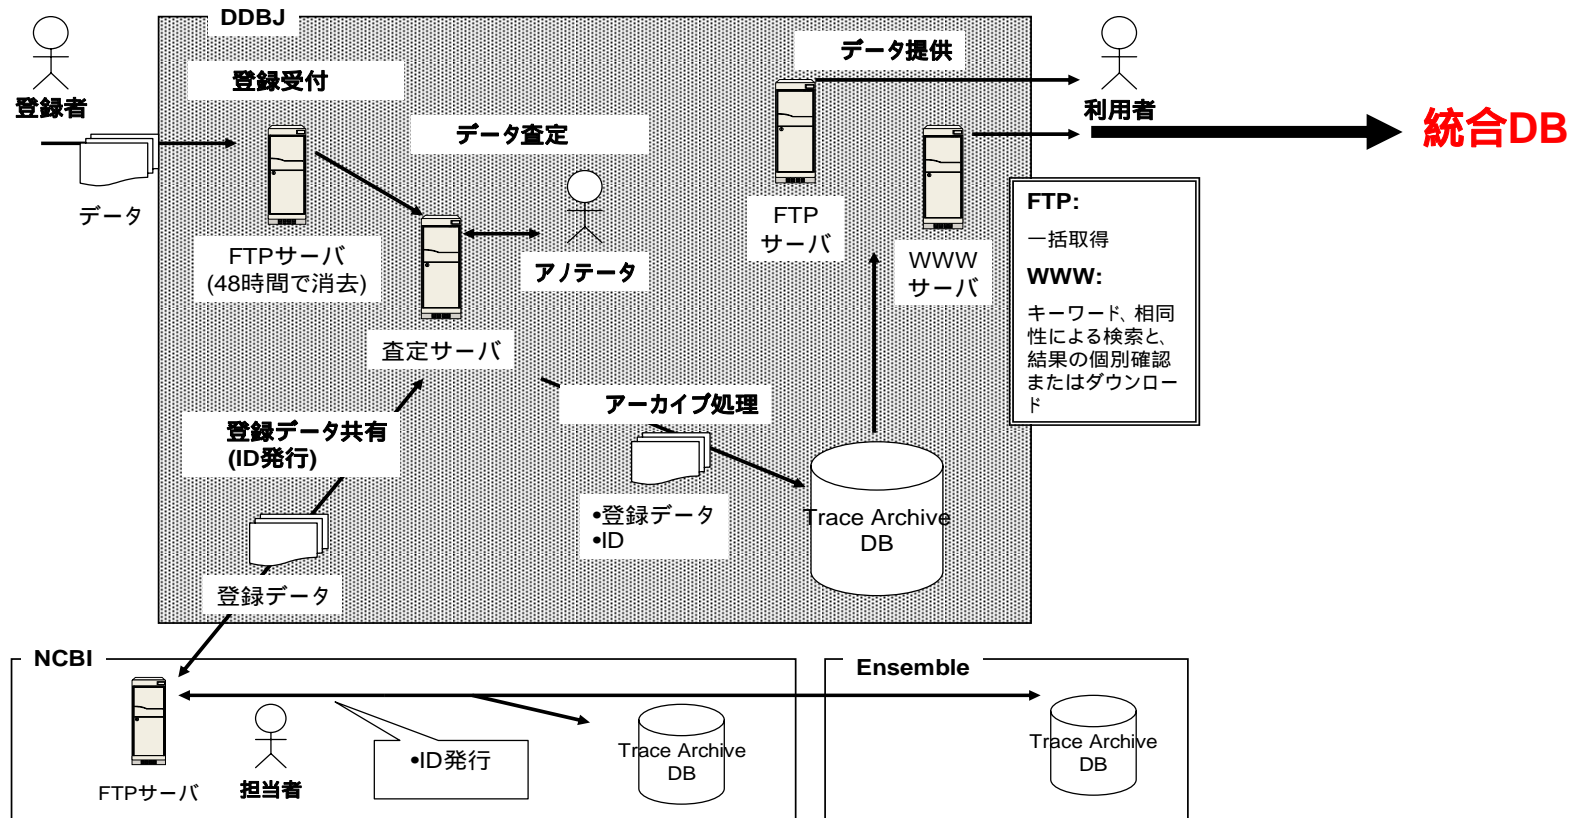 DDBJ
登録者
データ
登録受付
FTPサーバ
(48時間で消去)
データ査定
アノテータ
査定サーバ
登録データ共有
(ID発行)
登録データ
アーカイブ処理
•登録データ
•ID
Trace Archive
DB
データ提供
FTP
サーバ
WWW
サーバ
利用者
統合DB
FTP:
一括取得
WWW:
キーワード、相同
性による検索と、
結果の個別確認
またはダウンロー
ド
NCBI
FTPサーバ
担当者
•ID発行
Trace Archive
DB
Ensemble
Trace Archive
DB